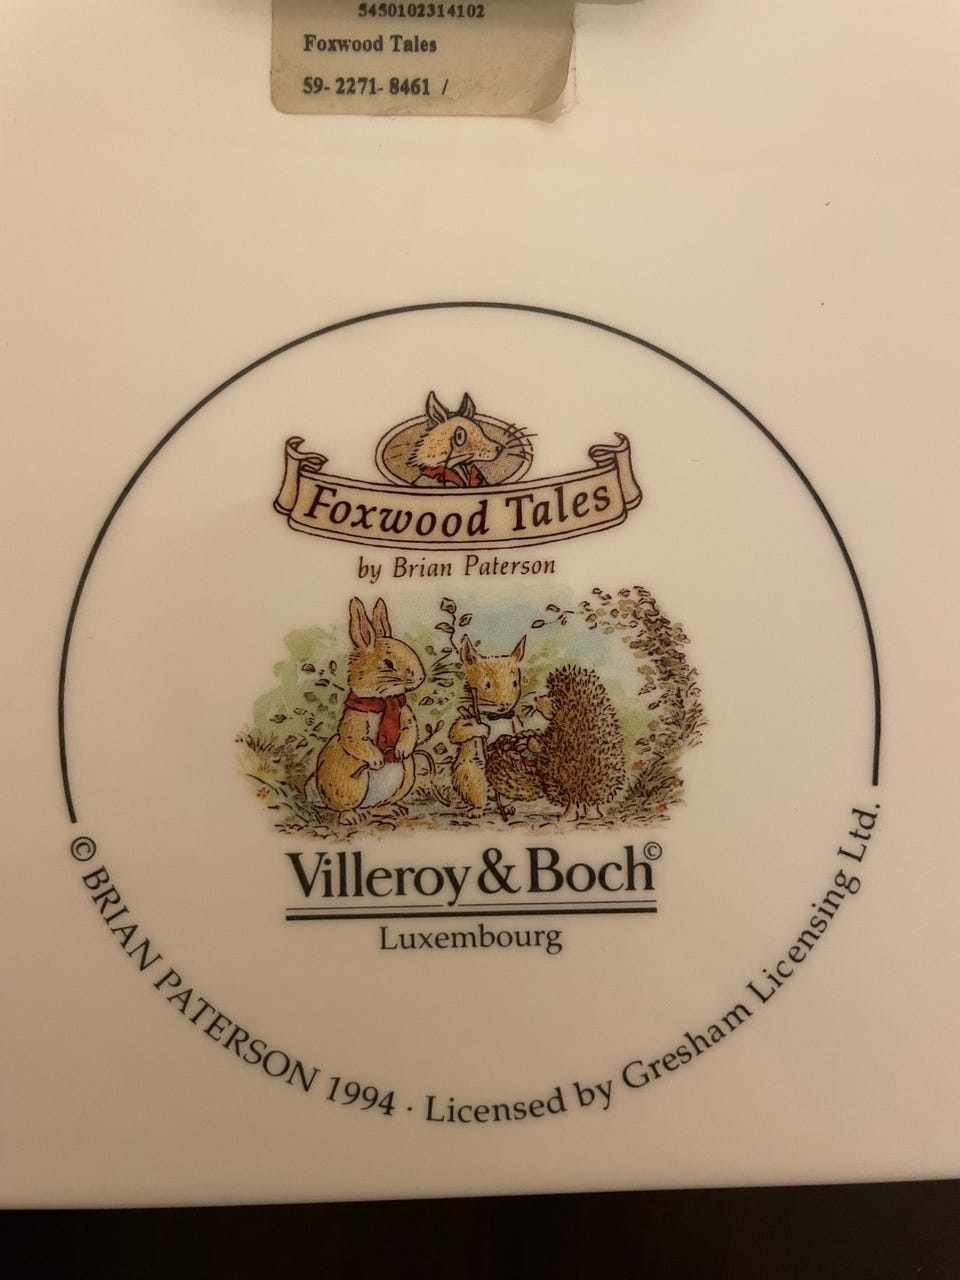 5450102314102
Foxwood Tales
59- 2271- 8461 /
Foxwood Tales
by Brian Paterson
Villeroy & Boch©
Luxembourg
© BRIAN PATERSON 1994 · Licensed by Gresham Licensing Ltd.